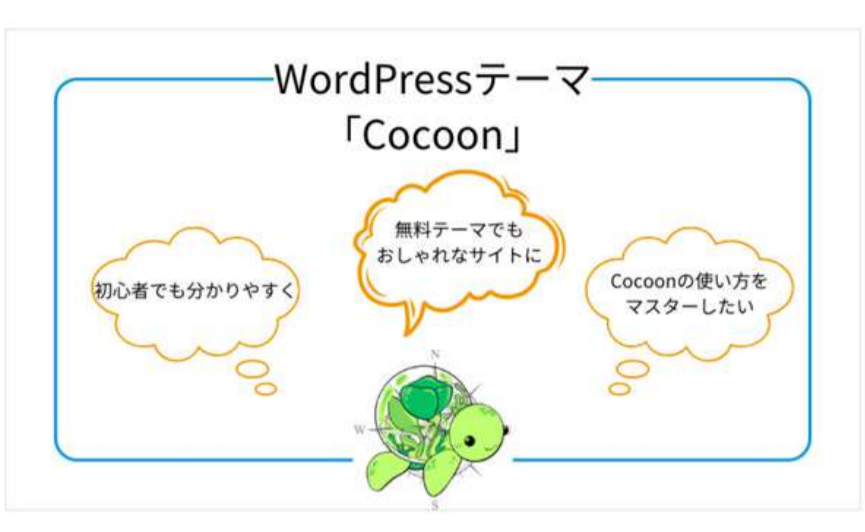 WordPressテーマ
「Cocoon」
無料テーマでも
おしゃれなサイトに
初心者でも分かりやすく
Cocoonの使い方を
マスターしたい
N
W
S